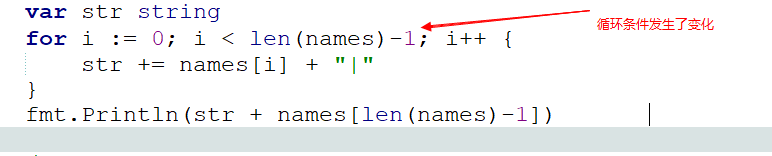 var str string
for i := 0; i < len(names)-1; i++ {
循环条件发生了变化
    str += names[i] + "|"
}
fmt.Println(str + names[len(names)-1])